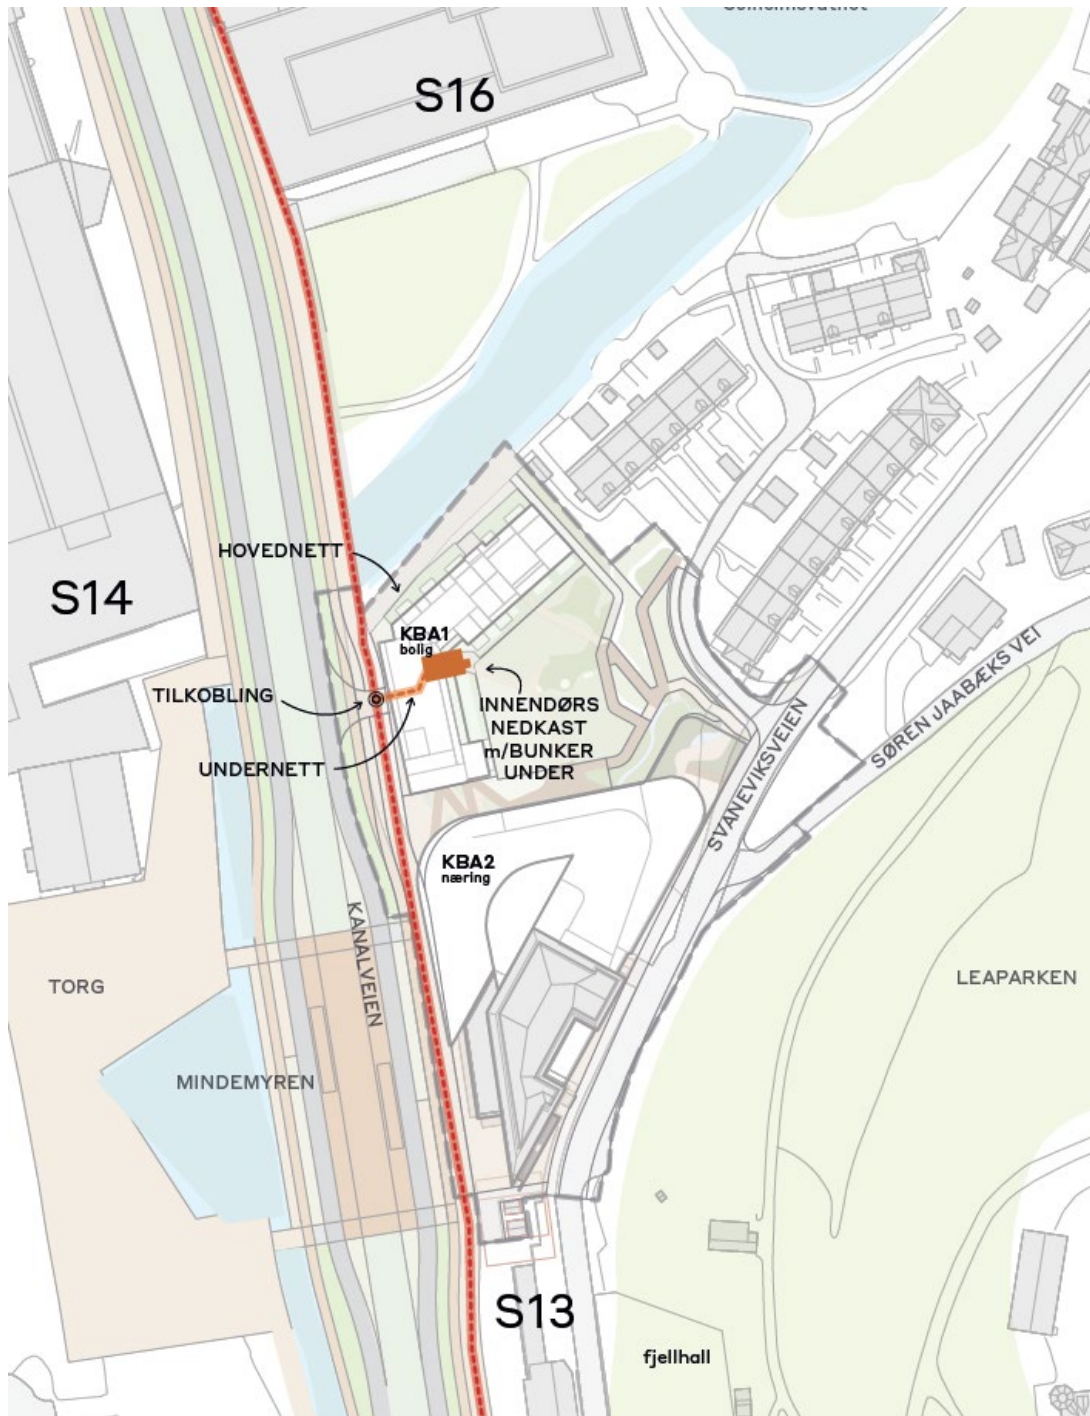 S16
HOVEDNETT
S14
KBA1
bolig
TILKOBLING
INNENDØRS
NEDKAST
m/BUNKER
UNDER
UNDERNETT
SVANEVIKSVEIEN
SØREN JAABÆKS VEI
KBA2
næring
KANALVEIEN
TORG
LEAPARKEN
MINDEMYREN
S13
fjellhall